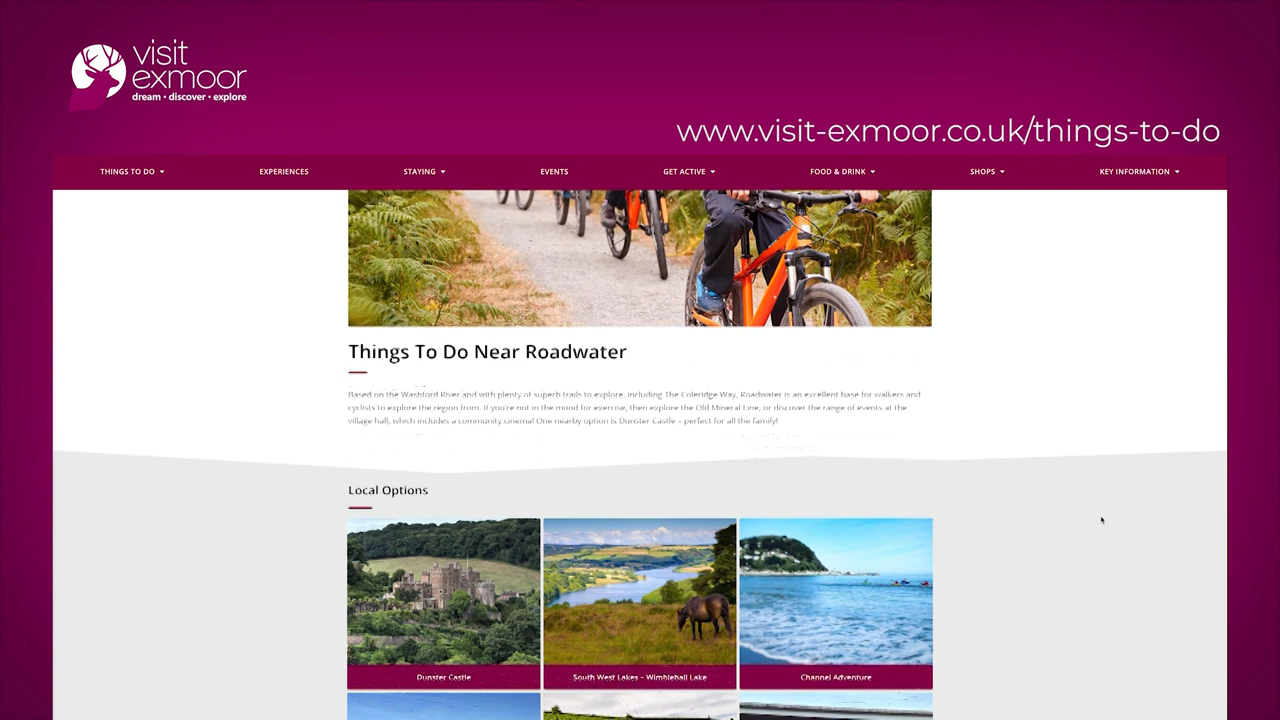 visit
exmoor
dream • discover • explore
www.visit-exmoor.co.uk/things-to-do
THINGS TO DO
EXPERIENCES
STAYING
EVENTS
GET ACTIVE
FOOD & DRINK
SHOPS
KEY INFORMATION
Things To Do Near Roadwater
Based on the Washford River and with plenty of superb trails to explore, including The Coleridge Way, Roadwater is an excellent base for walkers and
cyclists to explore the region from. If you're not in the mood for exercise, then explore the Old Mineral Line, or discover the range of events at the
village hall, which includes a community cinema! One nearby option is Dunster Castle – perfect for all the family!
Local Options
Dunster Castle
South West Lakes – Wimbleball Lake
Channel Adventure